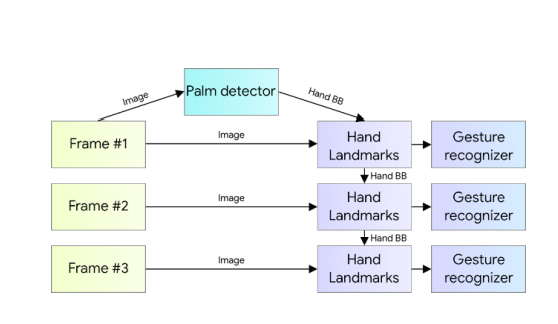 Palm detector
Image
Hand BB
Frame #1
Image
Hand
Landmarks
Gesture
recognizer
Hand BB
Frame #2
Image
Hand
Landmarks
Gesture
recognizer
Hand BB
Frame #3
Image
Hand
Landmarks
Gesture
recognizer